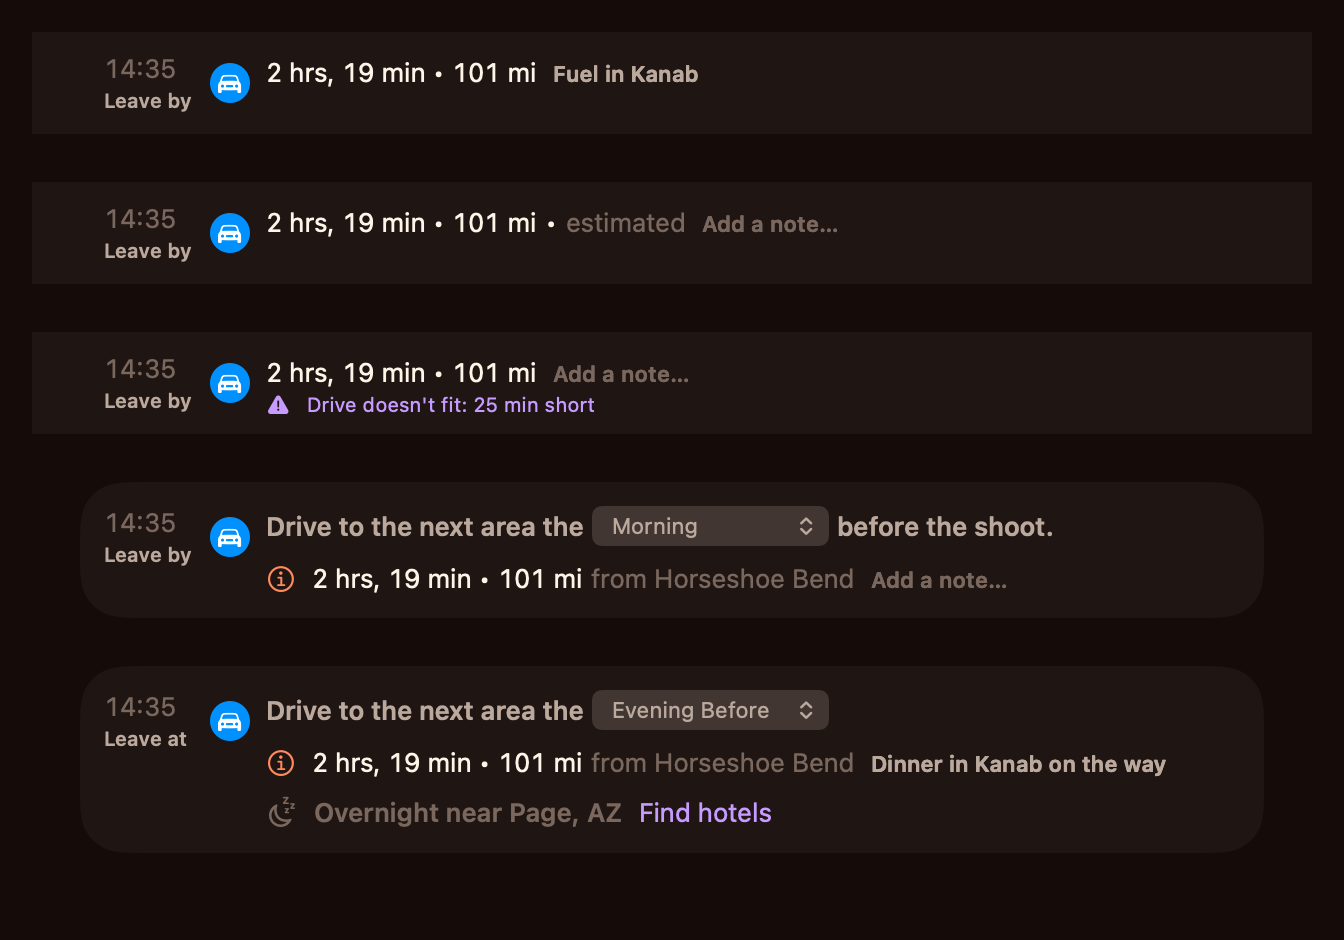 14:35
2 hrs, 19 min • 101 mi Fuel in Kanab
Leave by
14:35
2 hrs, 19 min • 101 mi • estimated Add a note...
Leave by
14:35
2 hrs, 19 min • 101 mi Add a note...
Leave by
Drive doesn't fit: 25 min short
14:35
Drive to the next area the Morning before the shoot.
Leave by
2 hrs, 19 min • 101 mi from Horseshoe Bend Add a note...
14:35
Drive to the next area the Evening Before
Leave at
2 hrs, 19 min • 101 mi from Horseshoe Bend Dinner in Kanab on the way
Overnight near Page, AZ Find hotels